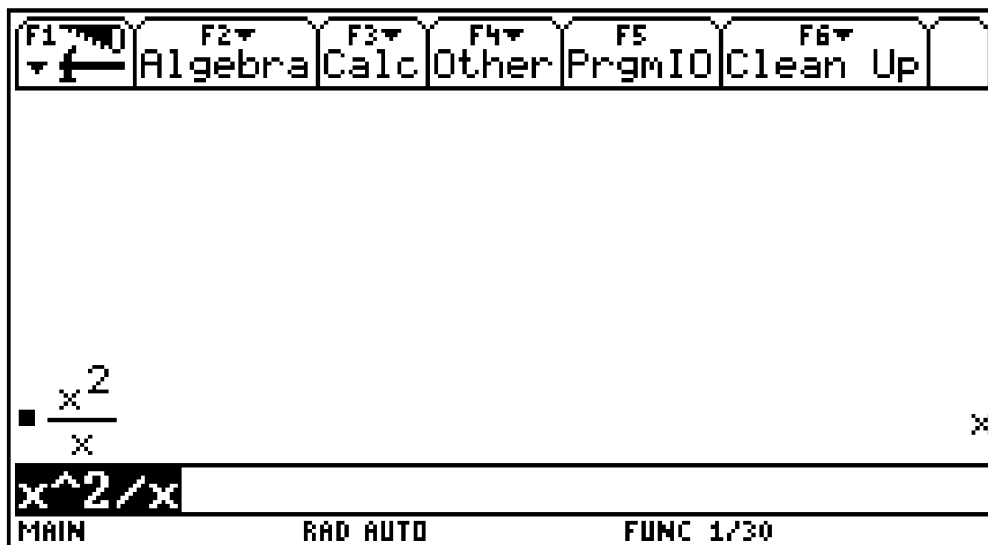 F1 F2 F3 F4 F5 F6
Algebra Calc Other PrgmIO Clean Up
x²
x x
x^2/x
MAIN RAD AUTO FUNC 1/30